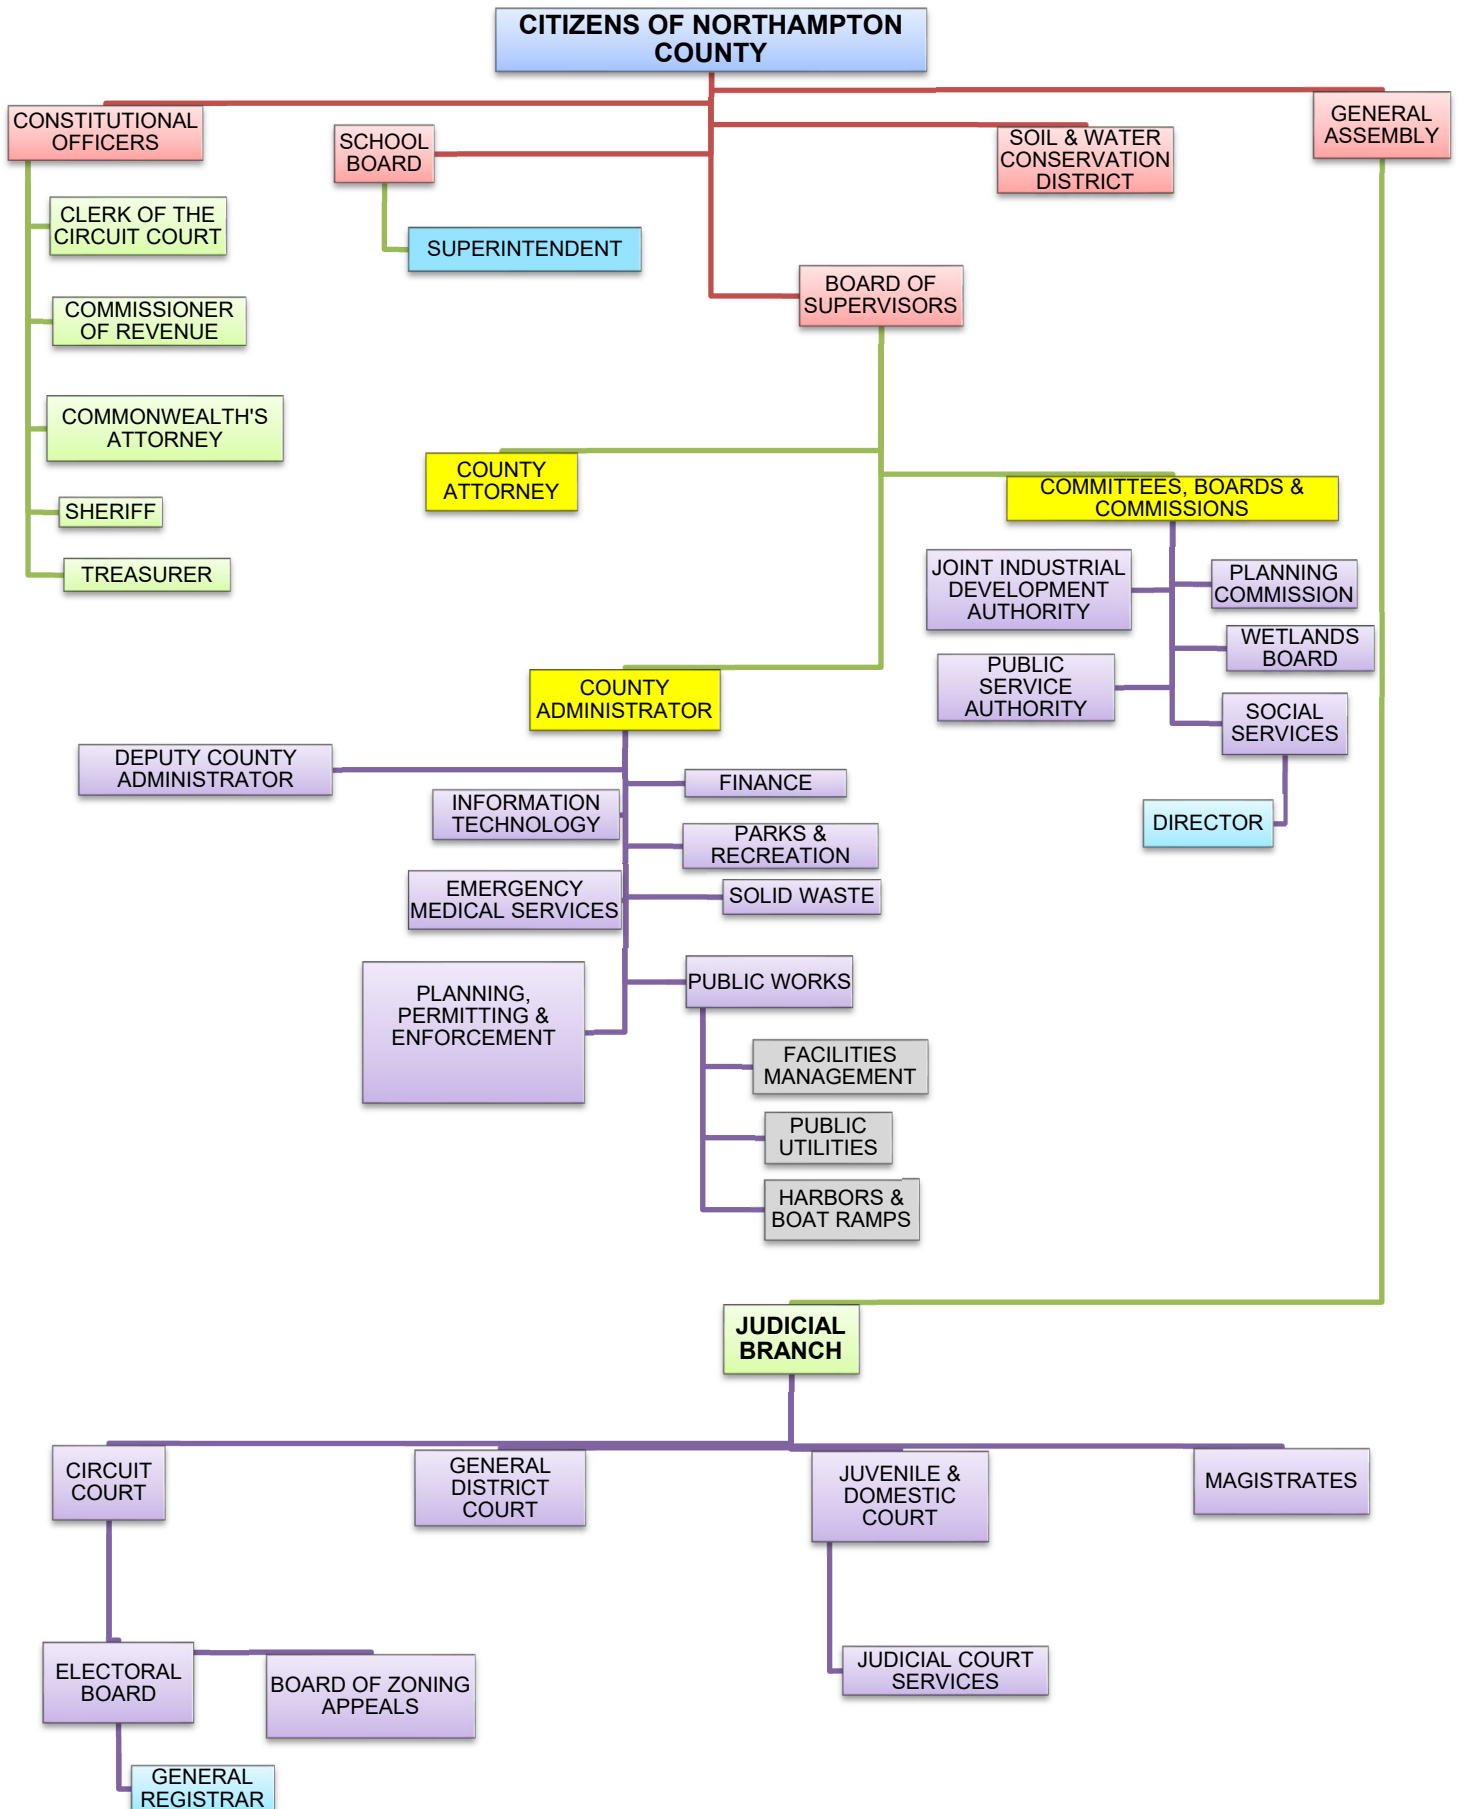 CITIZENS OF NORTHAMPTON
COUNTY
CONSTITUTIONAL
OFFICERS
SCHOOL
BOARD
SOIL & WATER
CONSERVATION
DISTRICT
GENERAL
ASSEMBLY
CLERK OF THE
CIRCUIT COURT
SUPERINTENDENT
BOARD OF
SUPERVISORS
COMMISSIONER
OF REVENUE
COMMONWEALTH'S
ATTORNEY
SHERIFF
TREASURER
COUNTY
ATTORNEY
COMMITTEES, BOARDS &
COMMISSIONS
JOINT INDUSTRIAL
DEVELOPMENT
AUTHORITY
PLANNING
COMMISSION
WETLANDS
BOARD
PUBLIC
SERVICE
AUTHORITY
SOCIAL
SERVICES
DIRECTOR
COUNTY
ADMINISTRATOR
DEPUTY COUNTY
ADMINISTRATOR
FINANCE
INFORMATION
TECHNOLOGY
PARKS &
RECREATION
EMERGENCY
MEDICAL SERVICES
SOLID WASTE
PLANNING,
PERMITTING &
ENFORCEMENT
PUBLIC WORKS
FACILITIES
MANAGEMENT
PUBLIC
UTILITIES
HARBORS &
BOAT RAMPS
JUDICIAL
BRANCH
CIRCUIT
COURT
GENERAL
DISTRICT
COURT
JUVENILE &
DOMESTIC
COURT
MAGISTRATES
ELECTORAL
BOARD
BOARD OF ZONING
APPEALS
JUDICIAL COURT
SERVICES
GENERAL
REGISTRAR